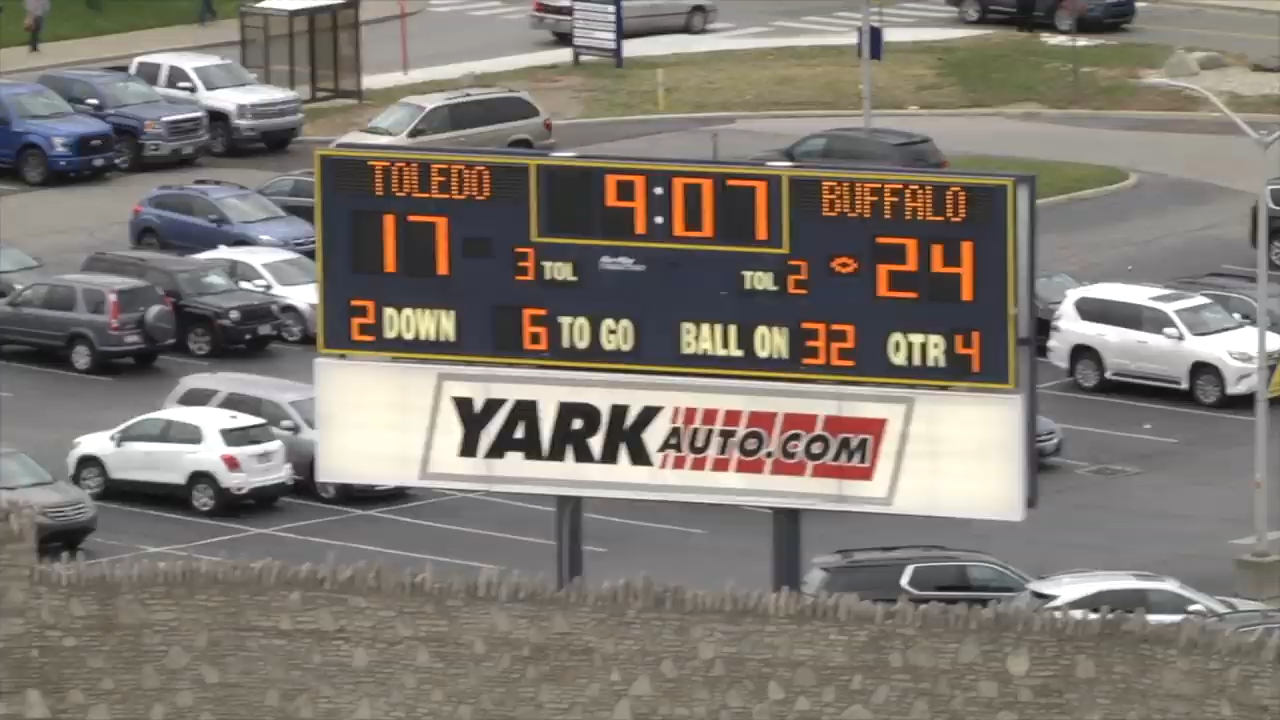 TOLEDO 9:07 BUFFALO
17 24
3 TOL TOL 2
2 DOWN 6 TO GO BALL ON 32 QTR 4
YARK AUTO.COM